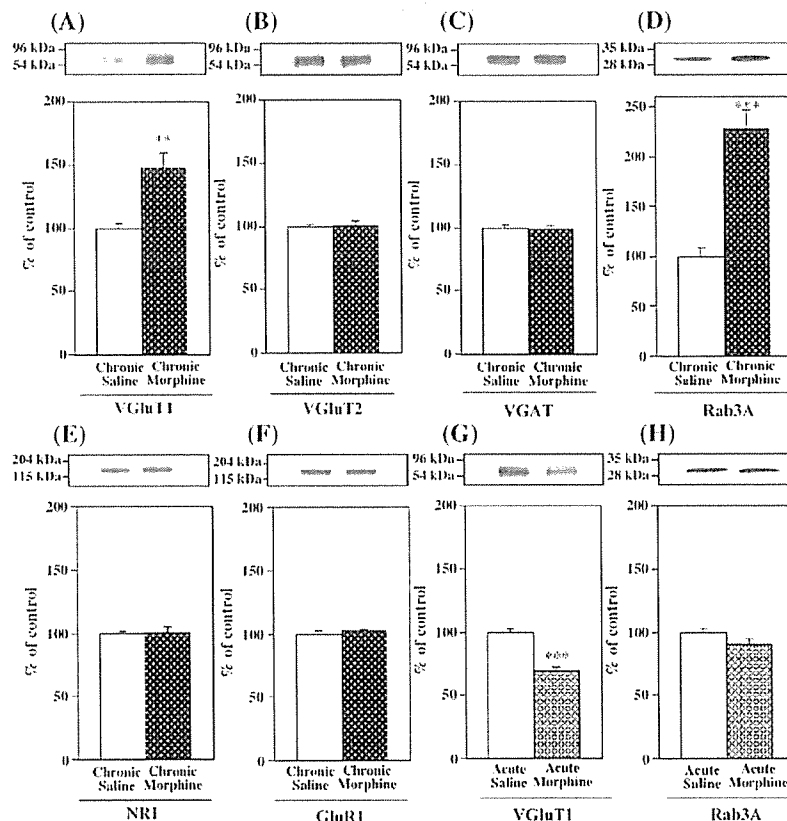 (A) (B) (C) (D)
96 kDa
54 kDa
96 kDa
54 kDa
96 kDa
54 kDa
35 kDa
28 kDa
% of control
200
150
100
50
0
**
Chronic Saline
Chronic Morphine
VGluT1
% of control
200
150
100
50
0
Chronic Saline
Chronic Morphine
VGluT2
% of control
200
150
100
50
0
Chronic Saline
Chronic Morphine
VGAT
% of control
250
200
150
100
50
0
***
Chronic Saline
Chronic Morphine
Rab3A
(E) (F) (G) (H)
204 kDa
115 kDa
204 kDa
115 kDa
96 kDa
54 kDa
35 kDa
28 kDa
% of control
200
150
100
50
0
Chronic Saline
Chronic Morphine
NR1
% of control
200
150
100
50
0
Chronic Saline
Chronic Morphine
GluR1
% of control
200
150
100
50
0
***
Acute Saline
Acute Morphine
VGluT1
% of control
200
150
100
50
0
Acute Saline
Acute Morphine
Rab3A